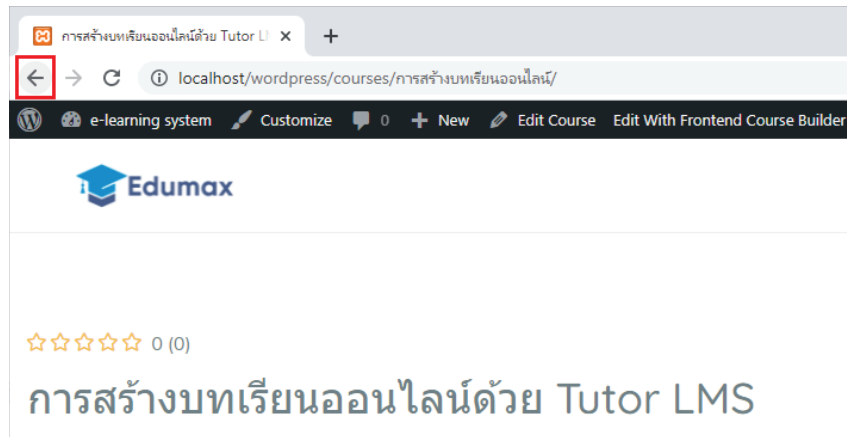 การสร้างบทเรียนออนไลน์ด้วย Tutor L
localhost/wordpress/courses/การสร้างบทเรียนออนไลน์/
e-learning system Customize 0 New Edit Course Edit With Frontend Course Builder
Edumax
0 (0)
การสร้างบทเรียนออนไลน์ด้วย Tutor LMS